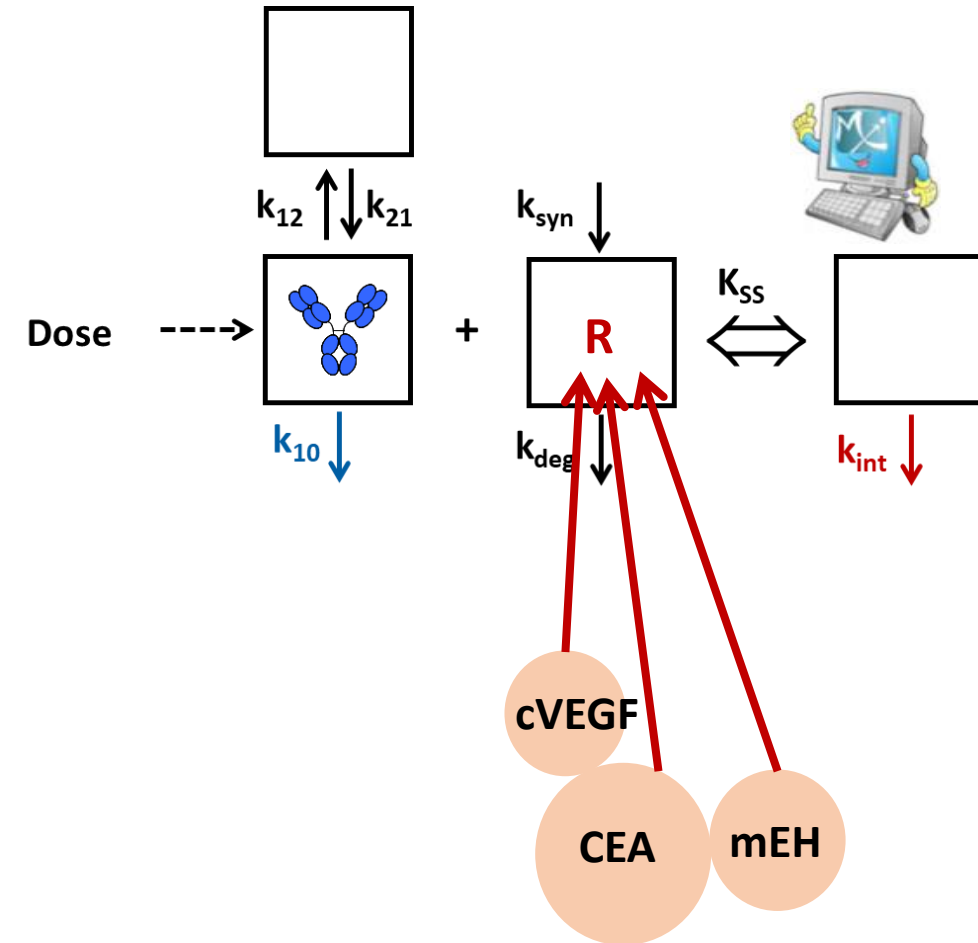 k12 k21
ksyn
KSS
Dose
+
R
k10
kdeg
kint
cVEGF
CEA
mEH